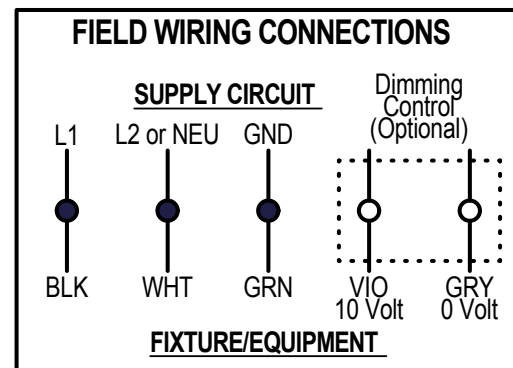 FIELD WIRING CONNECTIONS
SUPPLY CIRCUIT
Dimming
Control
(Optional)
L1 L2 or NEU GND
BLK WHT GRN VIO GRY
10 Volt 0 Volt
FIXTURE/EQUIPMENT